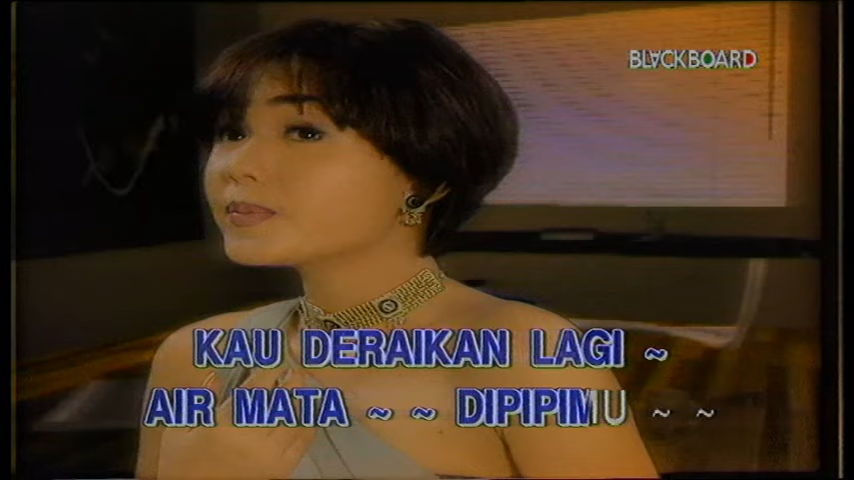 BLACKBOARD
KAU DERAIKAN LAGI ~
AIR MATA ~ ~ DIPIPIMU ~ ~